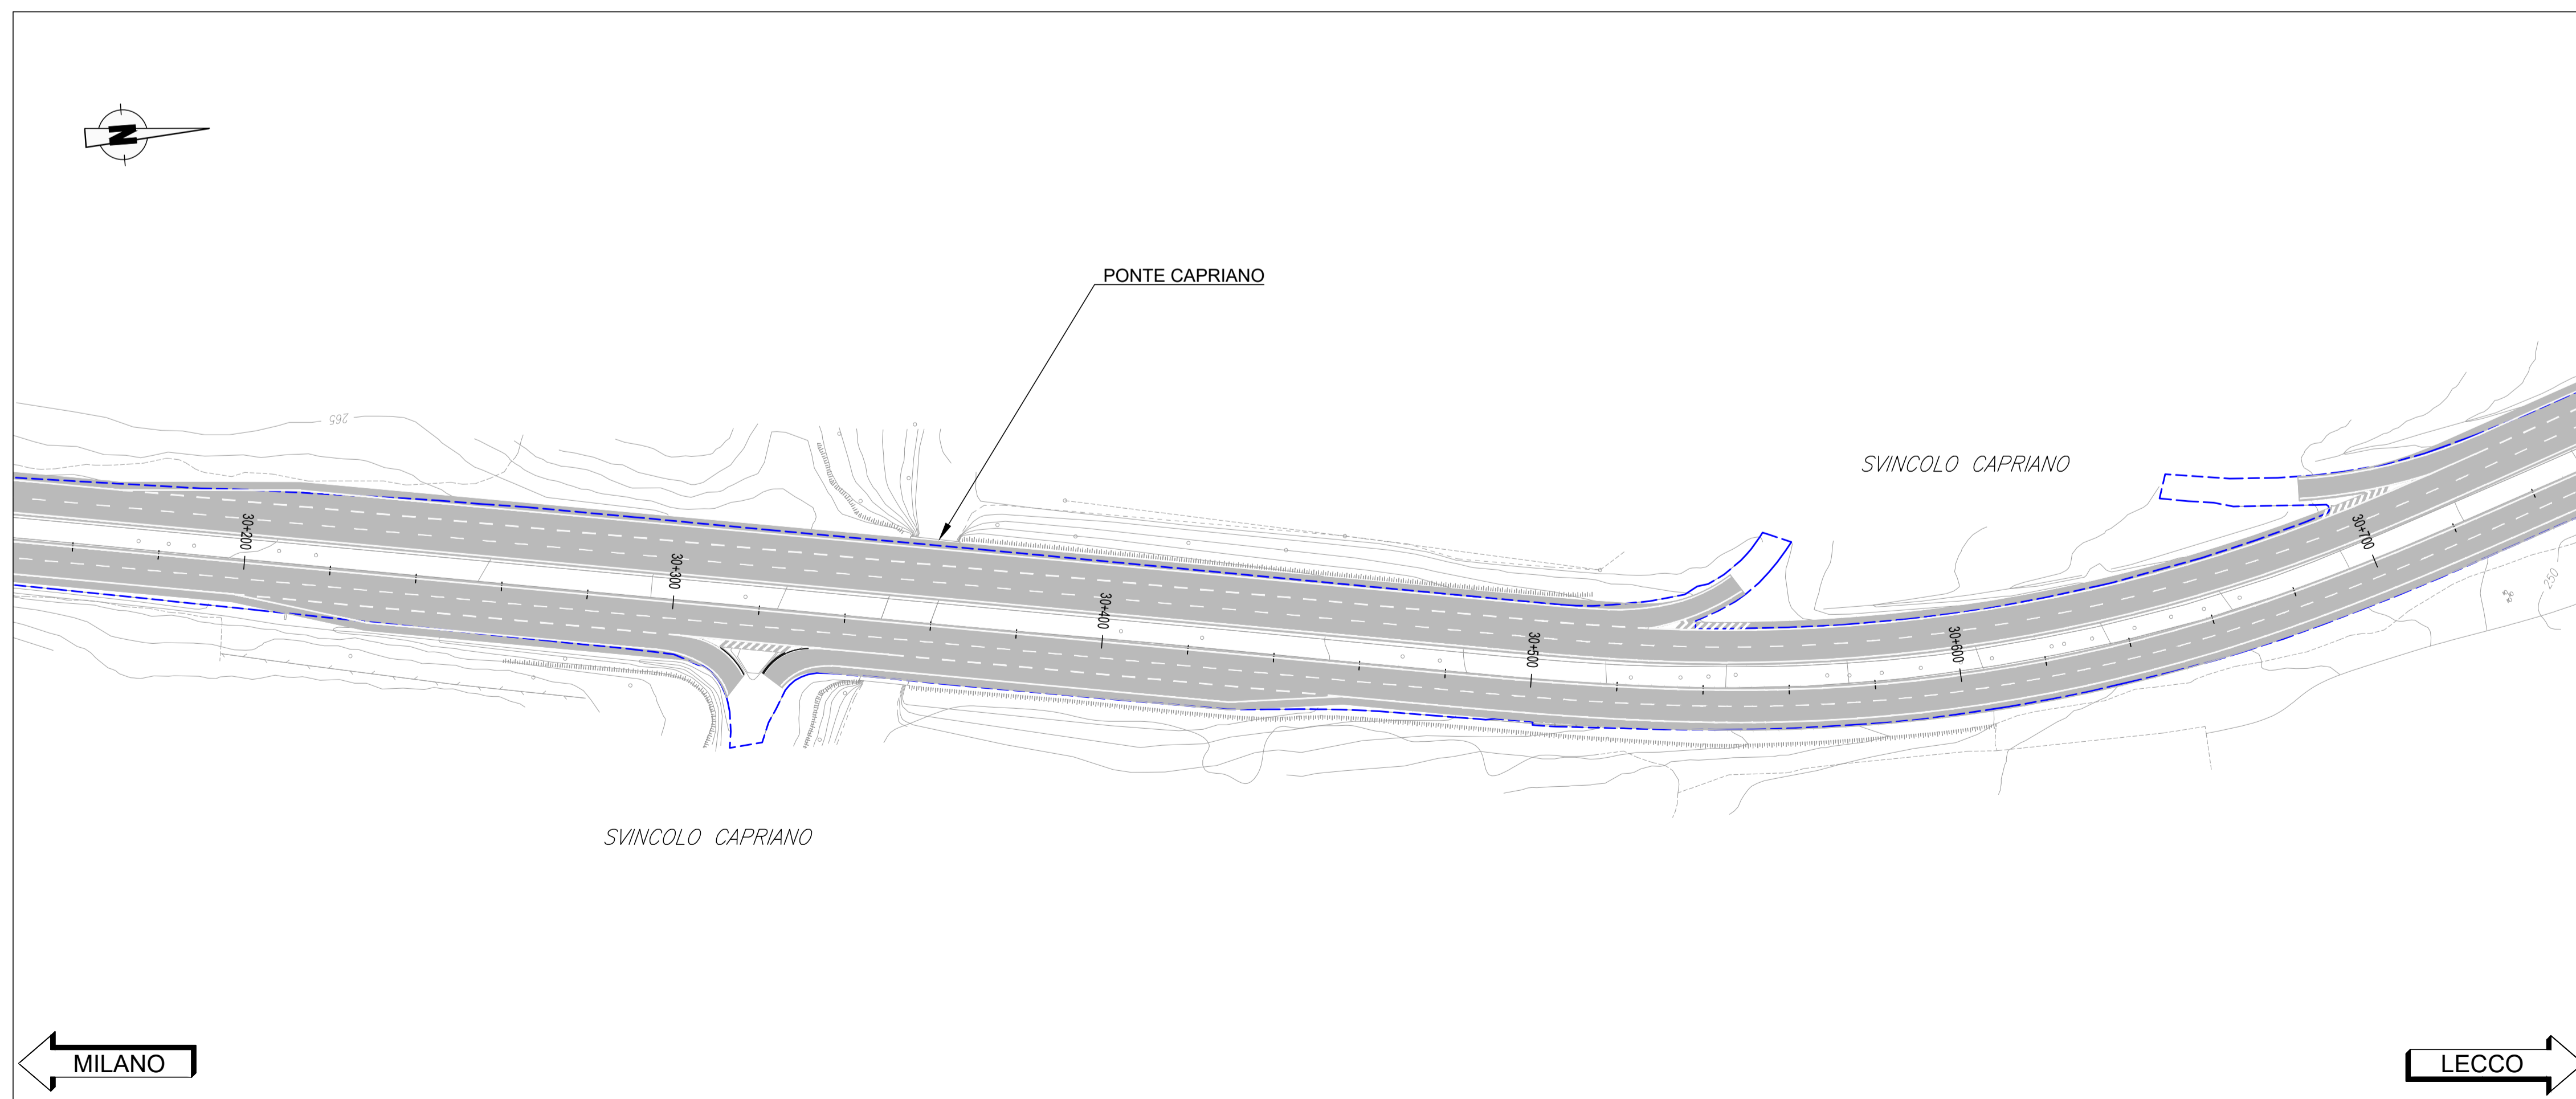 N
PONTE CAPRIANO
265
SVINCOLO CAPRIANO
30+200
30+300
30+400
30+500
30+600
30+700
250
SVINCOLO CAPRIANO
MILANO
LECCO